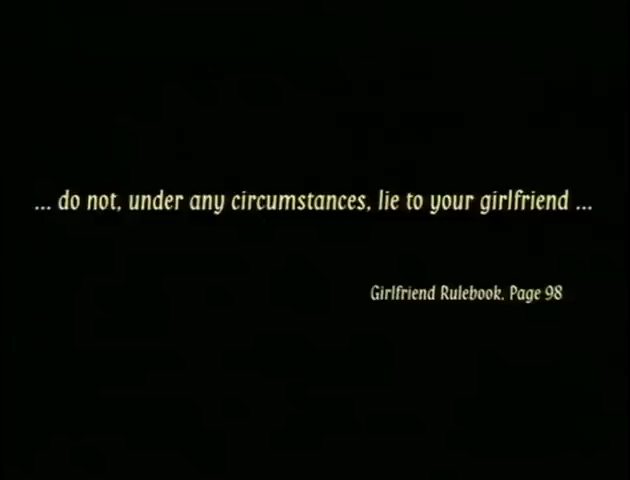 ... do not, under any circumstances, lie to your girlfriend ...
Girlfriend Rulebook. Page 98